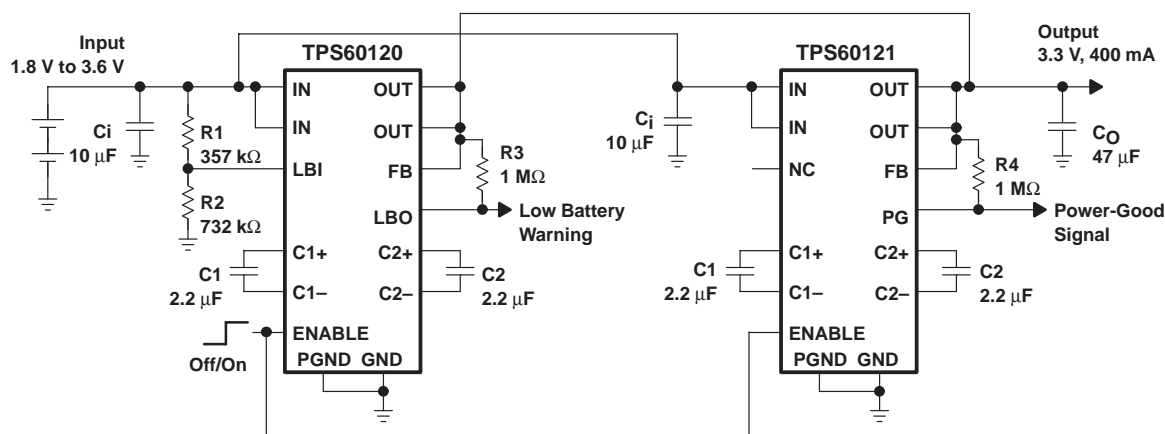 Input
1.8 V to 3.6 V
Ci
10 μF
R1
357 kΩ
R2
732 kΩ
TPS60120
IN
IN
LBI
C1+
C1−
ENABLE
PGND GND
OUT
OUT
FB
LBO
C2+
C2−
C1
2.2 μF
Off/On
R3
1 MΩ
Low Battery
Warning
C2
2.2 μF
Ci
10 μF
TPS60121
IN
IN
NC
C1+
C1−
ENABLE
PGND GND
OUT
OUT
FB
PG
C2+
C2−
C1
2.2 μF
Output
3.3 V, 400 mA
CO
47 μF
R4
1 MΩ
Power-Good
Signal
C2
2.2 μF